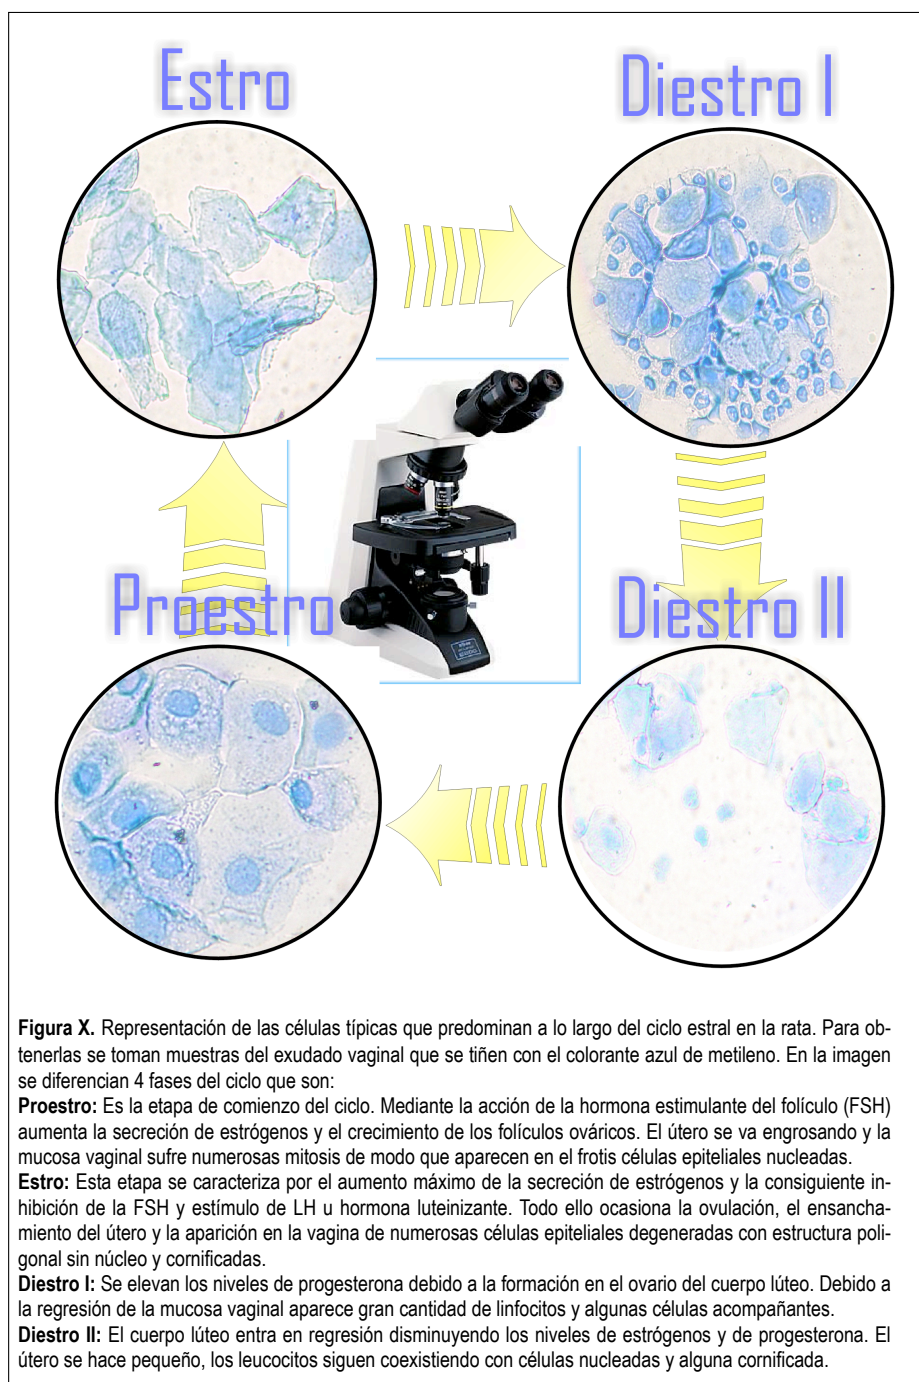 Estro
Diestro I
Proestro
Diestro II
Figura X. Representación de las células típicas que predominan a lo largo del ciclo estral en la rata. Para ob-
tenerlas se toman muestras del exudado vaginal que se tiñen con el colorante azul de metileno. En la imagen
se diferencian 4 fases del ciclo que son:
Proestro: Es la etapa de comienzo del ciclo. Mediante la acción de la hormona estimulante del folículo (FSH)
aumenta la secreción de estrógenos y el crecimiento de los folículos ováricos. El útero se va engrosando y la
mucosa vaginal sufre numerosas mitosis de modo que aparecen en el frotis células epiteliales nucleadas.
Estro: Esta etapa se caracteriza por el aumento máximo de la secreción de estrógenos y la consiguiente in-
hibición de la FSH y estímulo de LH u hormona luteinizante. Todo ello ocasiona la ovulación, el ensancha-
miento del útero y la aparición en la vagina de numerosas células epiteliales degeneradas con estructura poli-
gonal sin núcleo y cornificadas.
Diestro I: Se elevan los niveles de progesterona debido a la formación en el ovario del cuerpo lúteo. Debido a
la regresión de la mucosa vaginal aparece gran cantidad de linfocitos y algunas células acompañantes.
Diestro II: El cuerpo lúteo entra en regresión disminuyendo los niveles de estrógenos y de progesterona. El
útero se hace pequeño, los leucocitos siguen coexistiendo con células nucleadas y alguna cornificada.